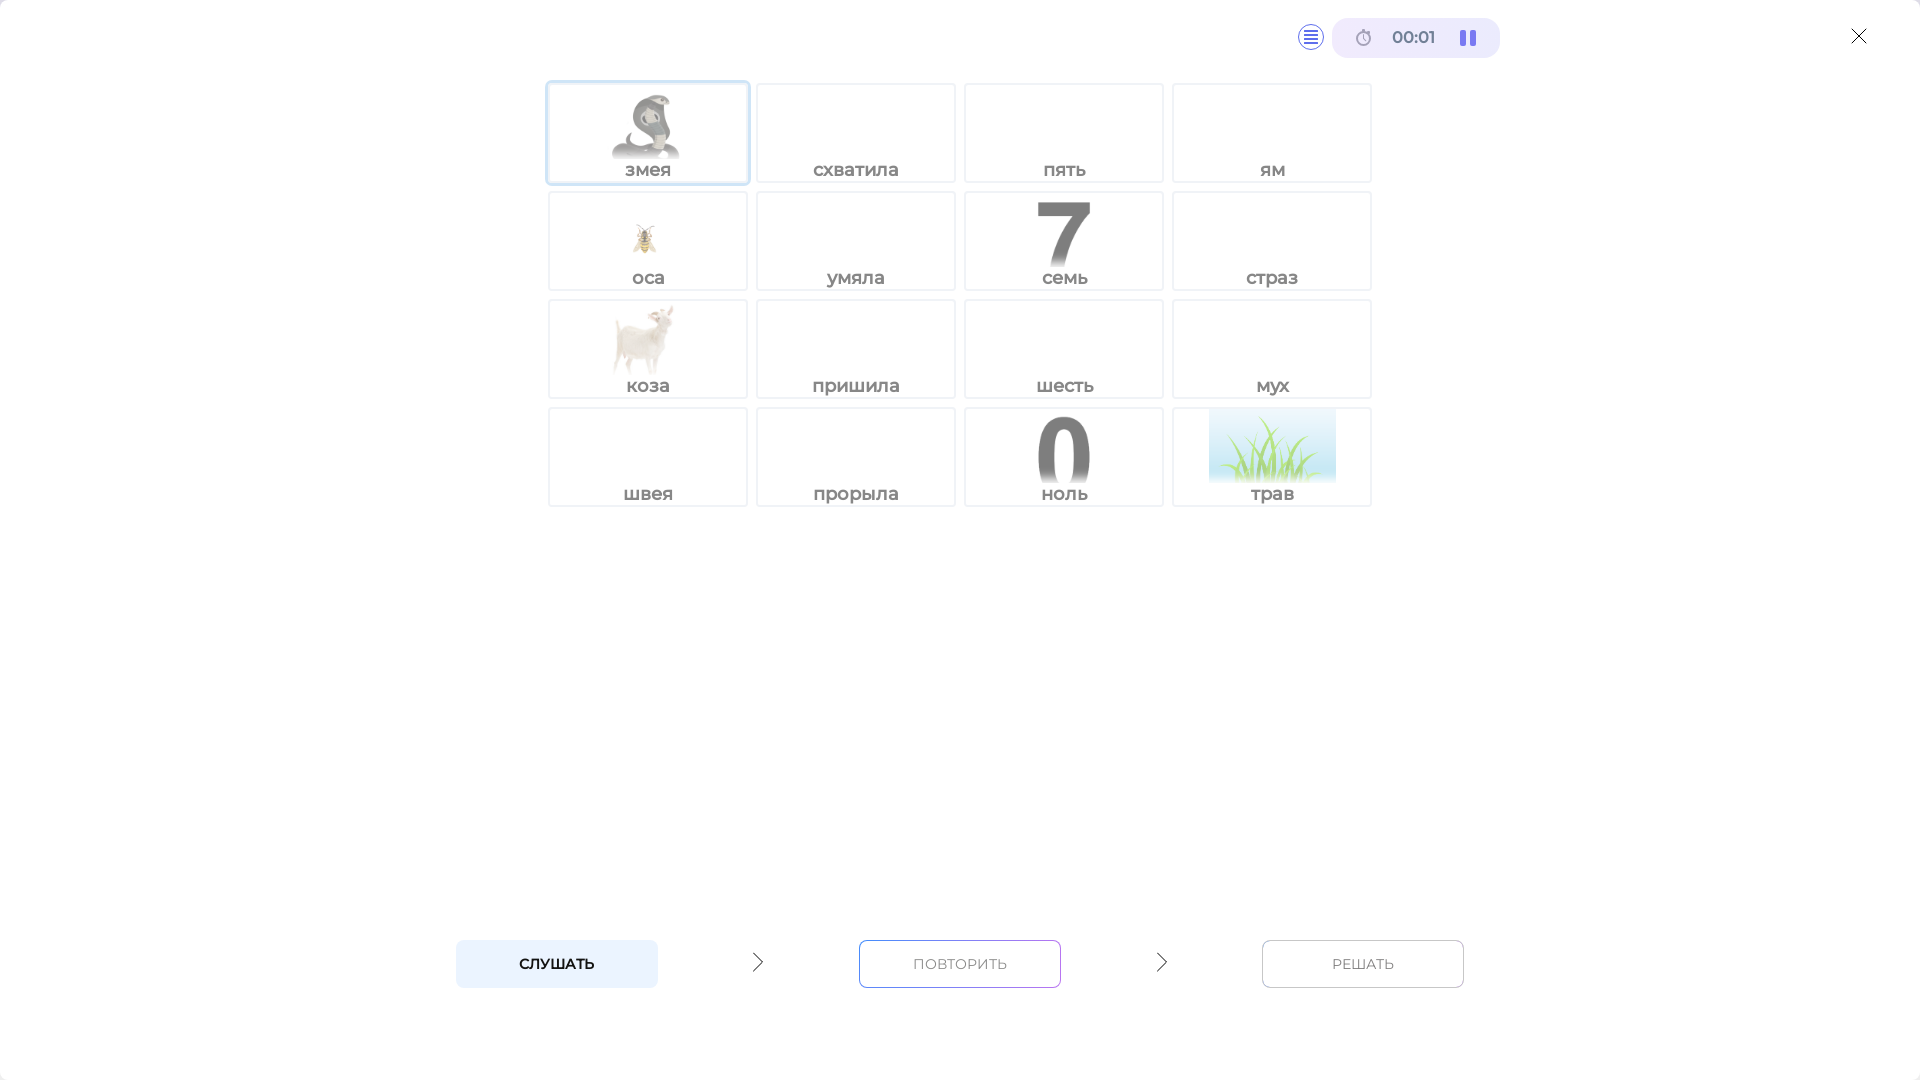 00:01
змея схватила пять ям
оса умяла 7 семь страз
коза пришила шесть мух
швея прорыла 0 ноль трав
СЛУШАТЬ ПОВТОРИТЬ РЕШАТЬ